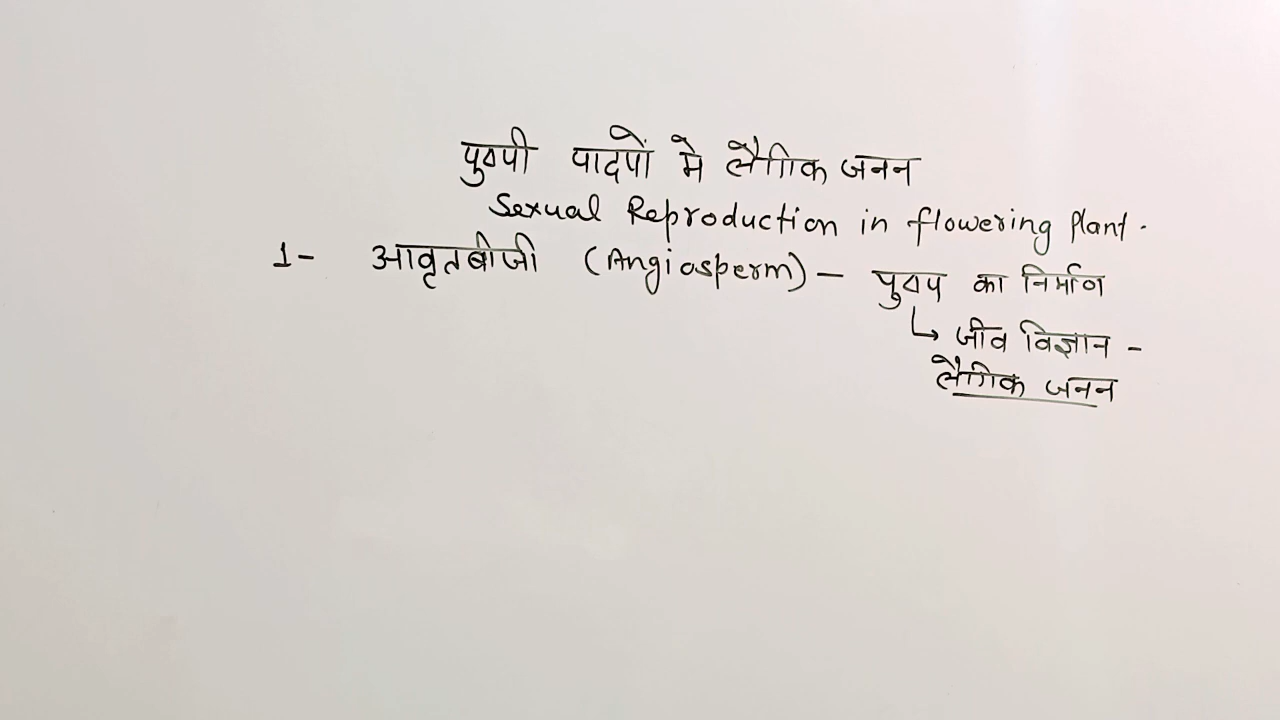 पुष्पी पादपों मे लैगिक जनन
Sexual Reproduction in flowering Plant.
1- आवृतबीजी (Angiosperm) - पुष्प का निर्माण
↳ जीव विज्ञान -
लैगिक जनन